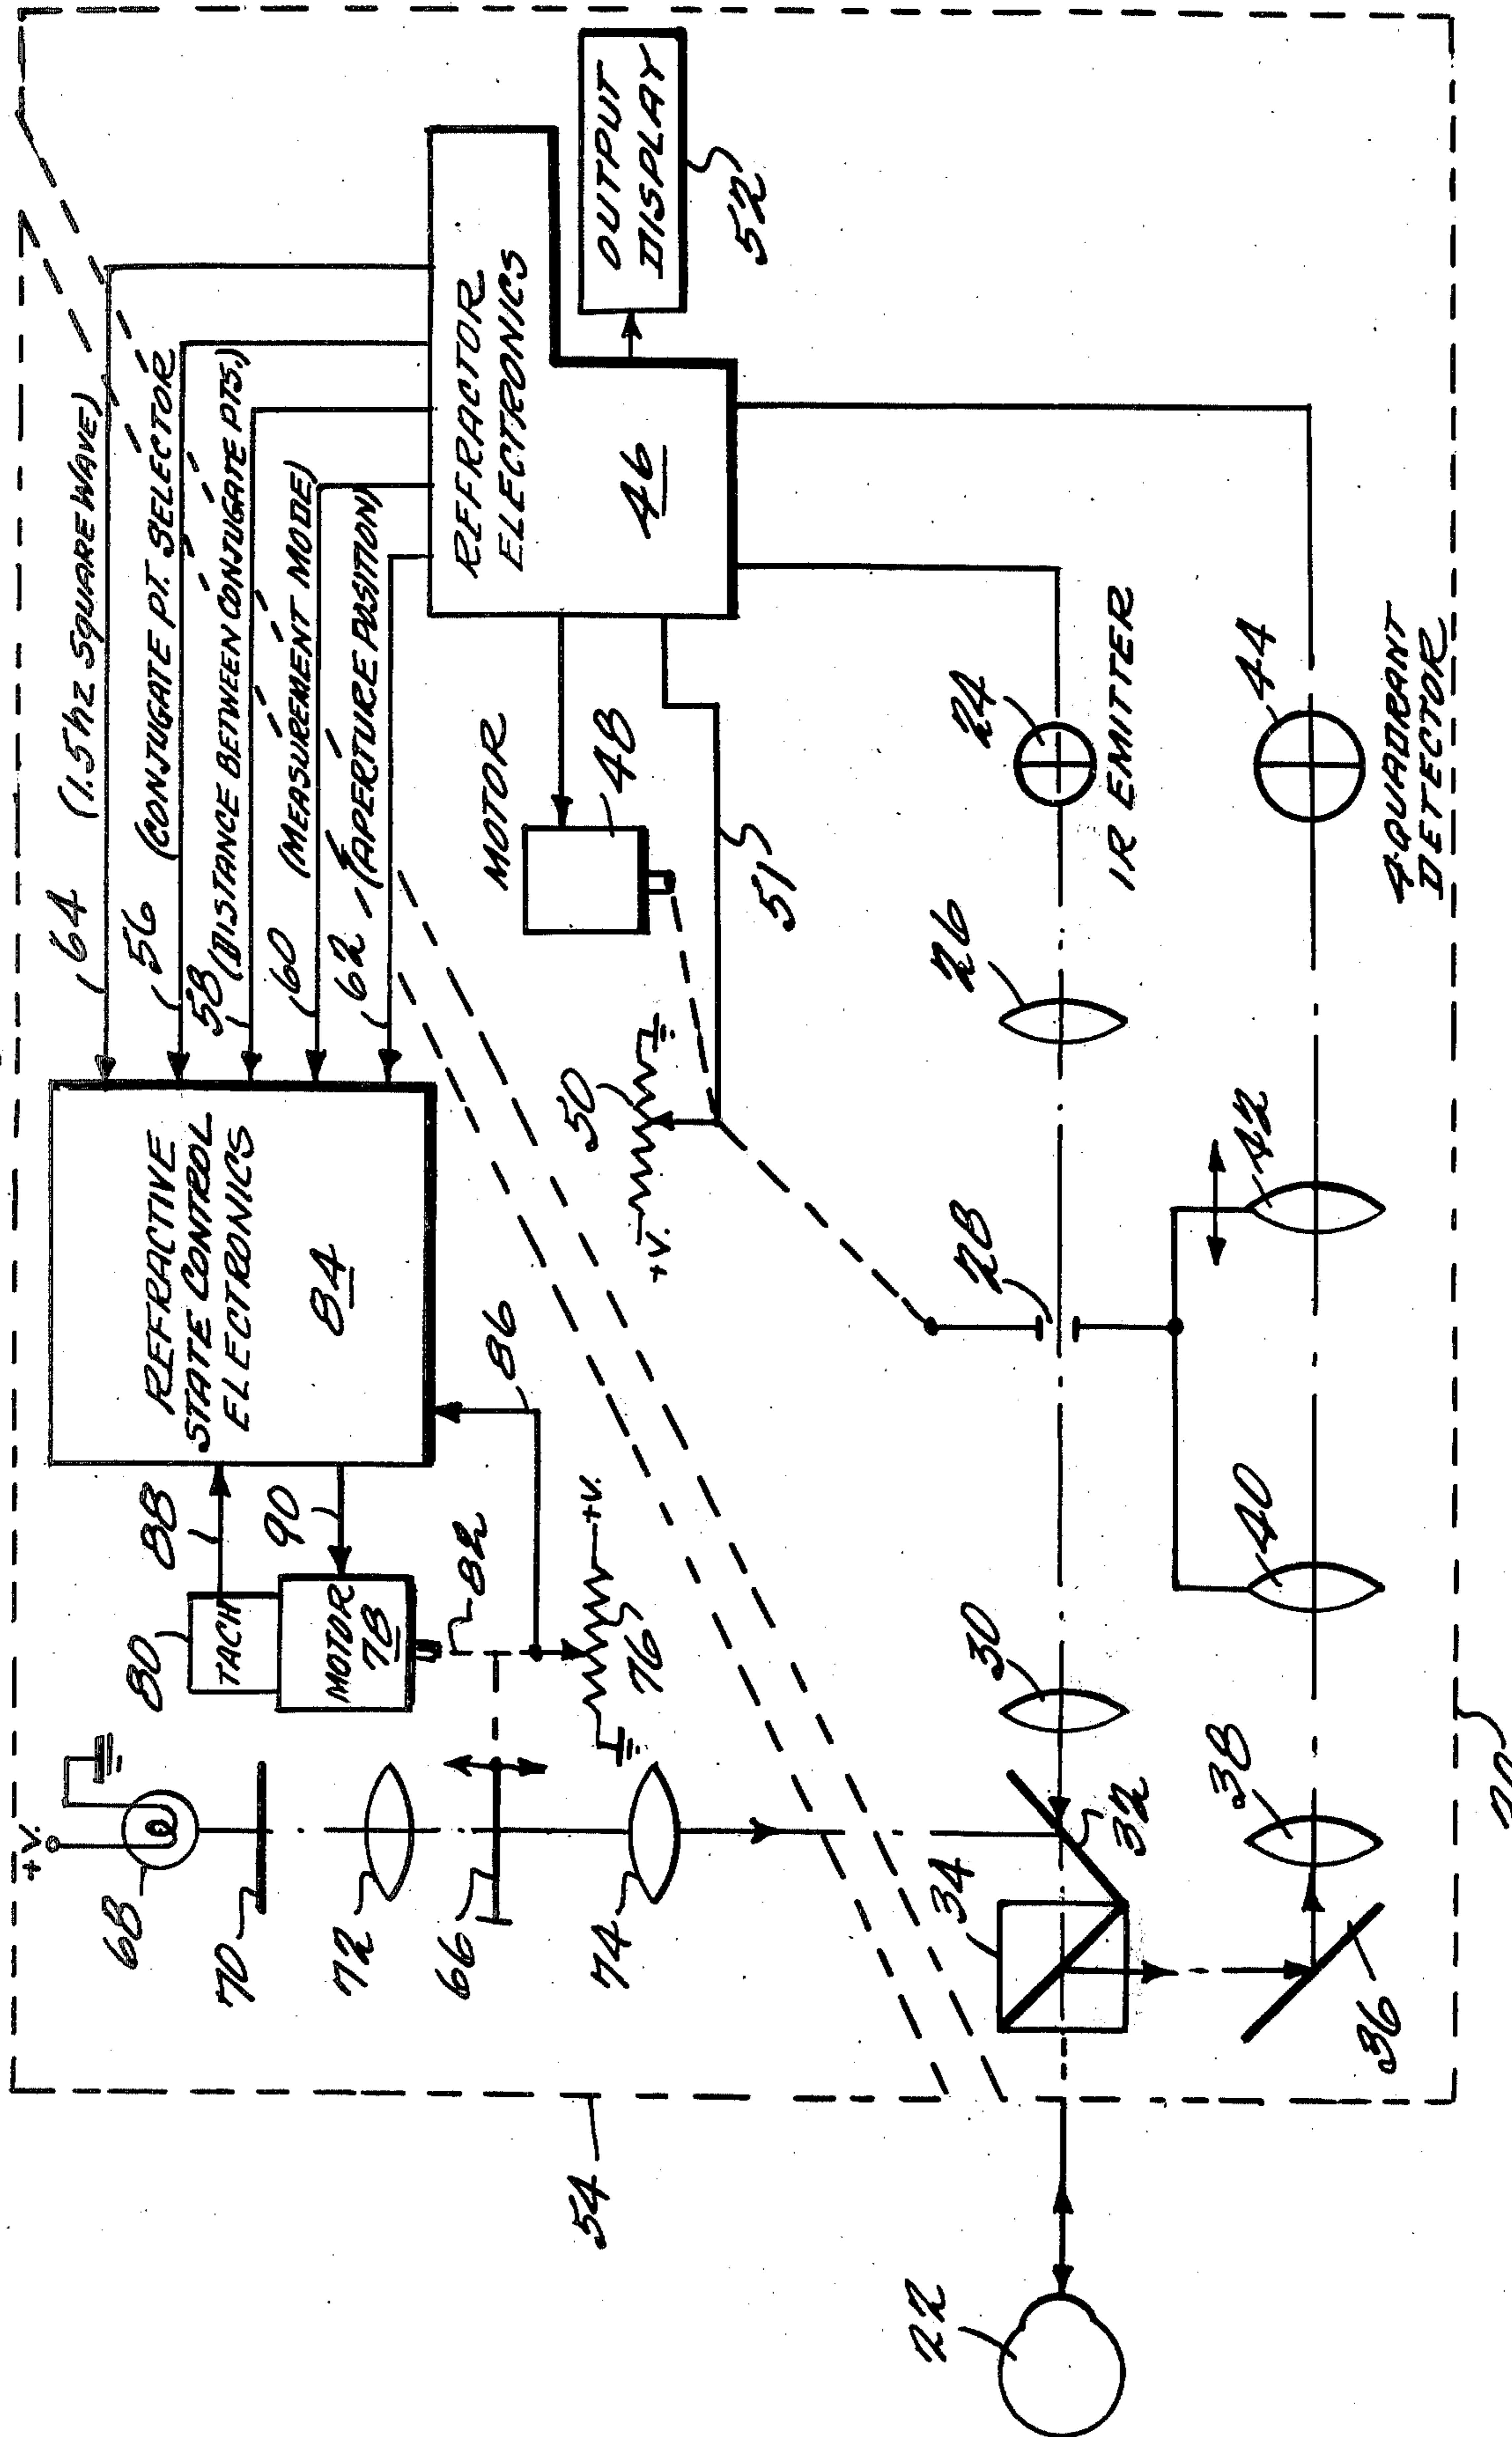 64 (1.5 hz SQUARE WAVE)
56 (CONJUGATE PT. SELECTOR
58 (DISTANCE BETWEEN CONJUGATE PTS.)
60 (MEASUREMENT MODE)
62 (APERTURE POSITION)
REFRACTIVE
STATE CONTROL
ELECTRONICS
84
REFRACTOR
ELECTRONICS
46
OUTPUT
DISPLAY
52
+V.
68
70
72
66
74
80
TACH
88
MOTOR
78
90
82
86
76
+V.
MOTOR
48
50
+V.
51
54
22
34
32
30
28
26
24
IR EMITTER
36
38
40
42
44
4-QUADRANT
DETECTOR
20